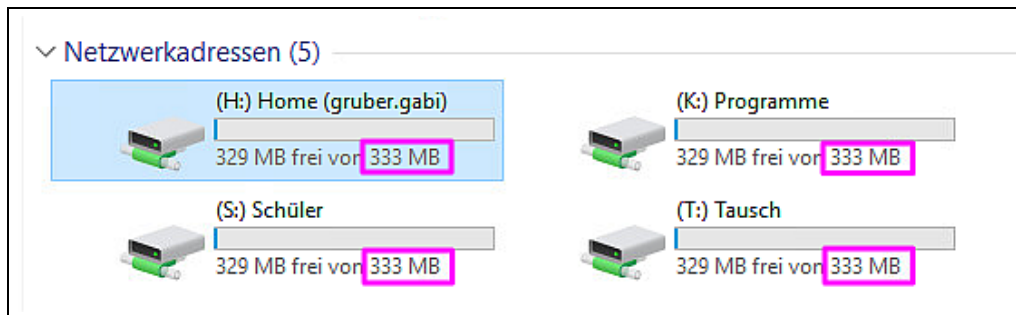 Netzwerkadressen (5)
(H:) Home (gruber.gabi)
329 MB frei von 333 MB
(K:) Programme
329 MB frei von 333 MB
(S:) Schüler
329 MB frei von 333 MB
(T:) Tausch
329 MB frei von 333 MB